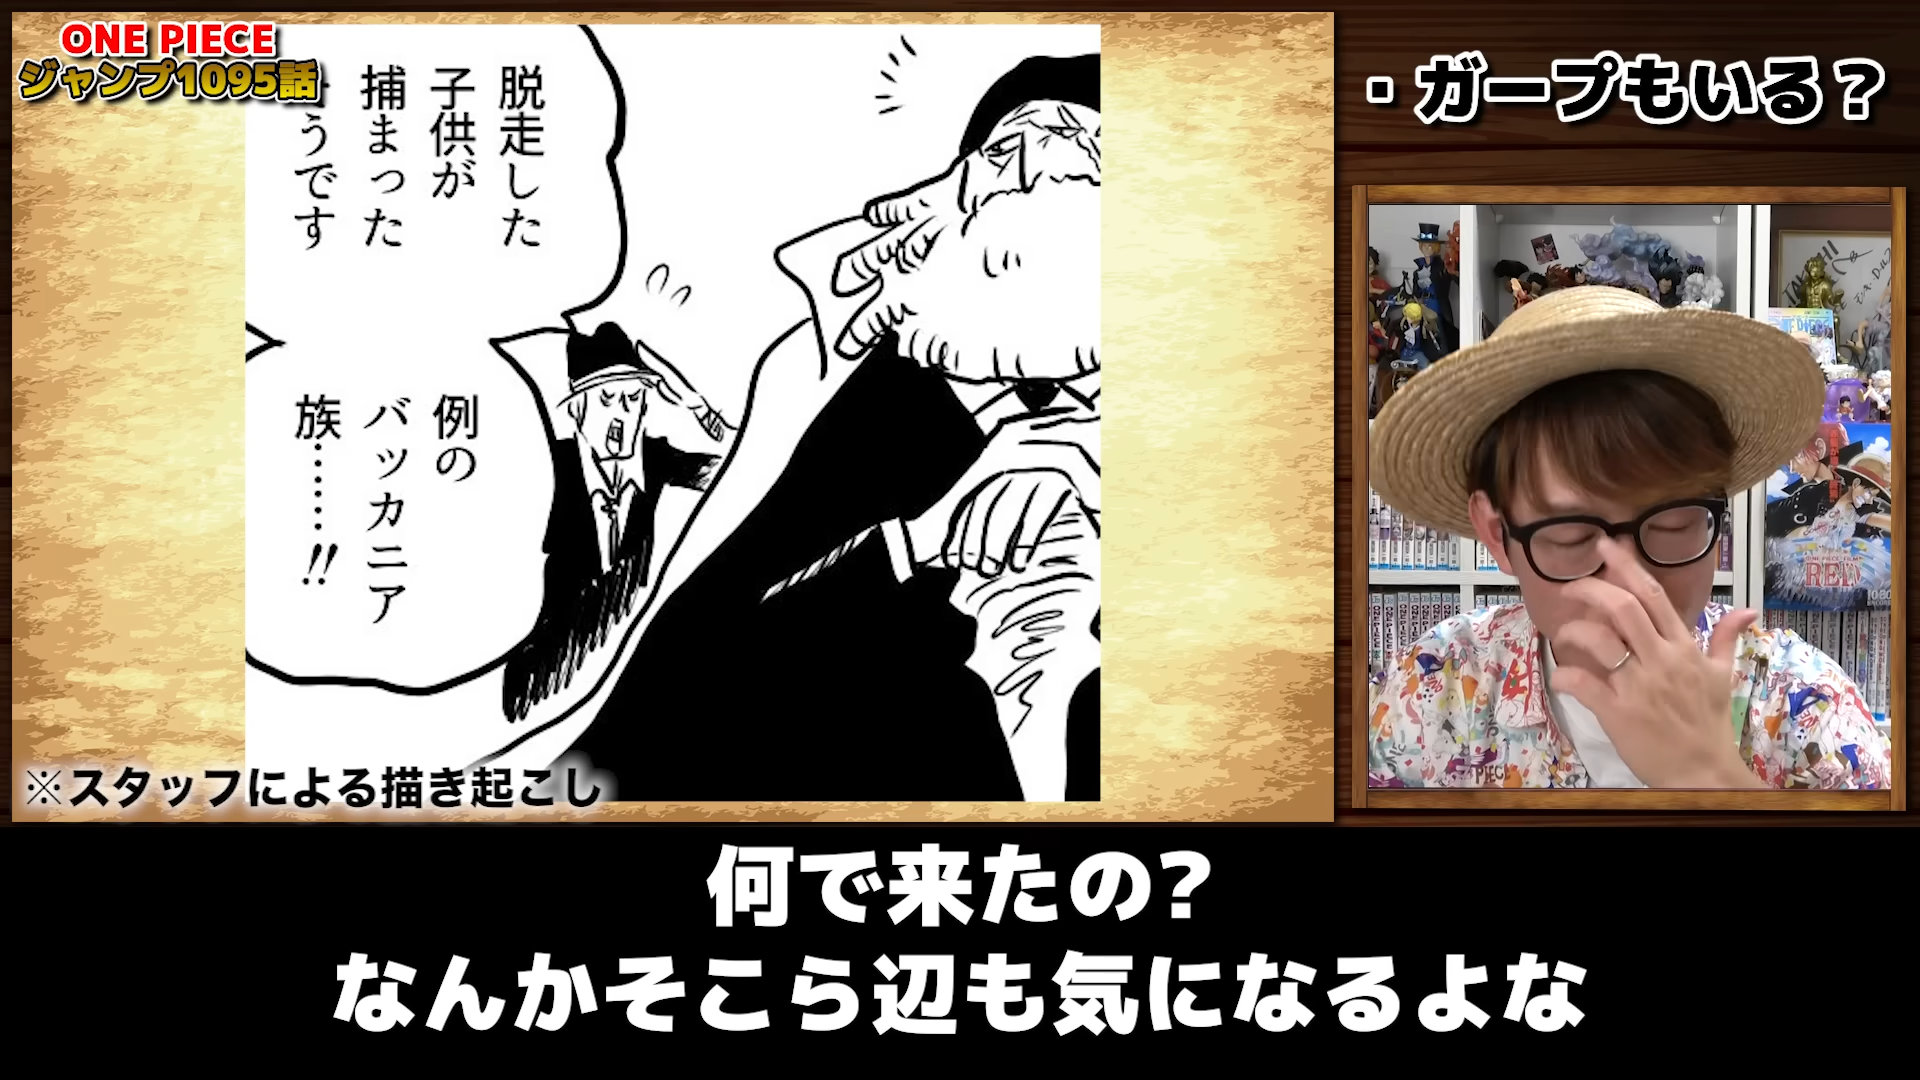 ONE PIECE
ジャンプ1095話
・ガープもいる？
脱走した
子供が
捕まった
うです
例の
バッカニア
族……!!
※スタッフによる描き起こし
RED
何で来たの？
なんかそこら辺も気になるよな